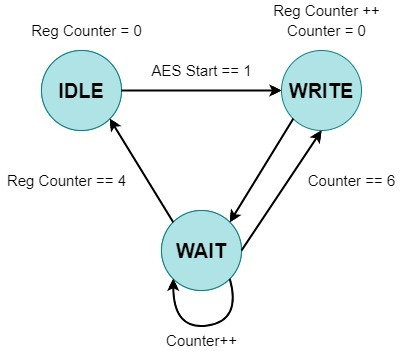 Reg Counter = 0
Reg Counter ++
Counter = 0
IDLE
AES Start == 1
WRITE
Reg Counter == 4
Counter == 6
WAIT
Counter++